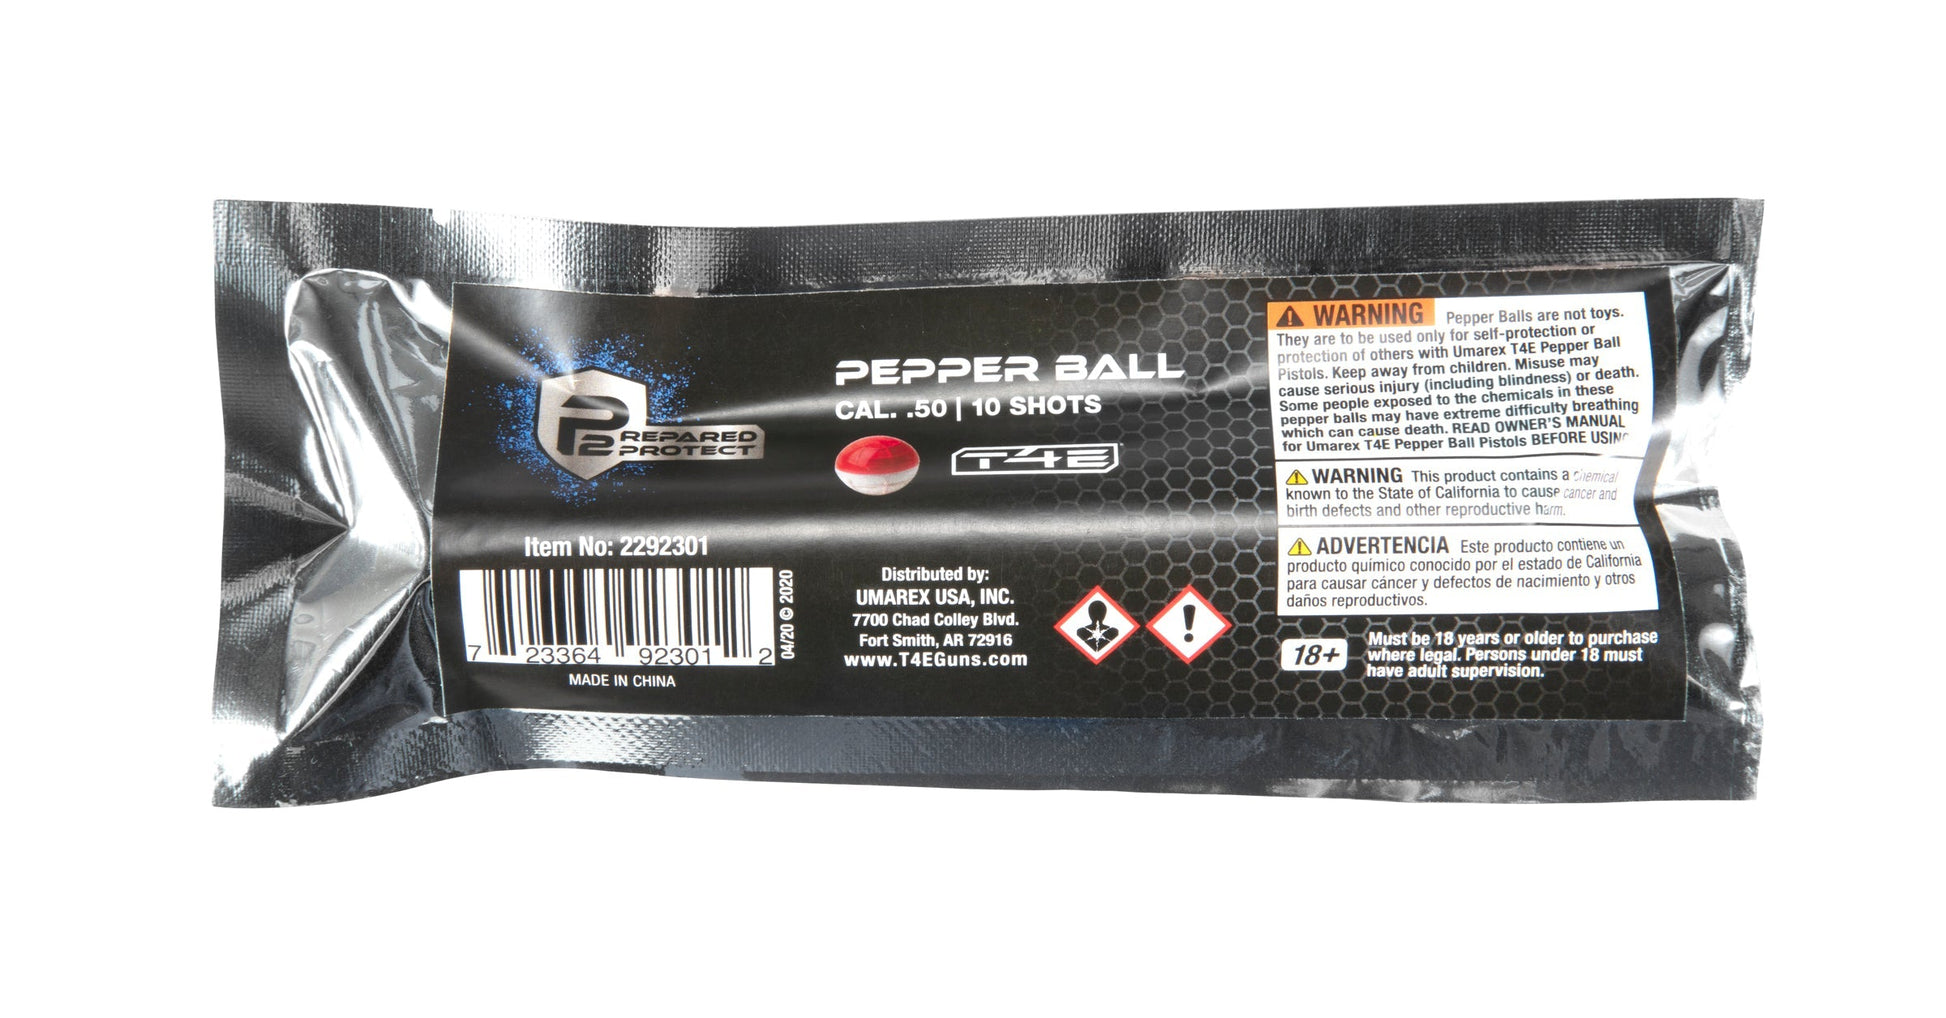 P2
REPARED
PROTECT
PEPPER BALL
CAL. .50 | 10 SHOTS
T4E
Item No: 2292301
7 23364 92301 2
04/20 © 2020
MADE IN CHINA
Distributed by:
UMAREX USA, INC.
7700 Chad Colley Blvd.
Fort Smith, AR 72916
www.T4EGuns.com
WARNING Pepper Balls are not toys.
They are to be used only for self-protection or
protection of others with Umarex T4E Pepper Ball
Pistols. Keep away from children. Misuse may
cause serious injury (including blindness) or death.
Some people exposed to the chemicals in these
pepper balls may have extreme difficulty breathing
which can cause death. READ OWNER'S MANUAL
for Umarex T4E Pepper Ball Pistols BEFORE USING
WARNING This product contains a chemical
known to the State of California to cause cancer and
birth defects and other reproductive harm.
ADVERTENCIA Este producto contiene un
producto químico conocido por el estado de California
para causar cáncer y defectos de nacimiento y otros
daños reproductivos.
18+
Must be 18 years or older to purchase
where legal. Persons under 18 must
have adult supervision.